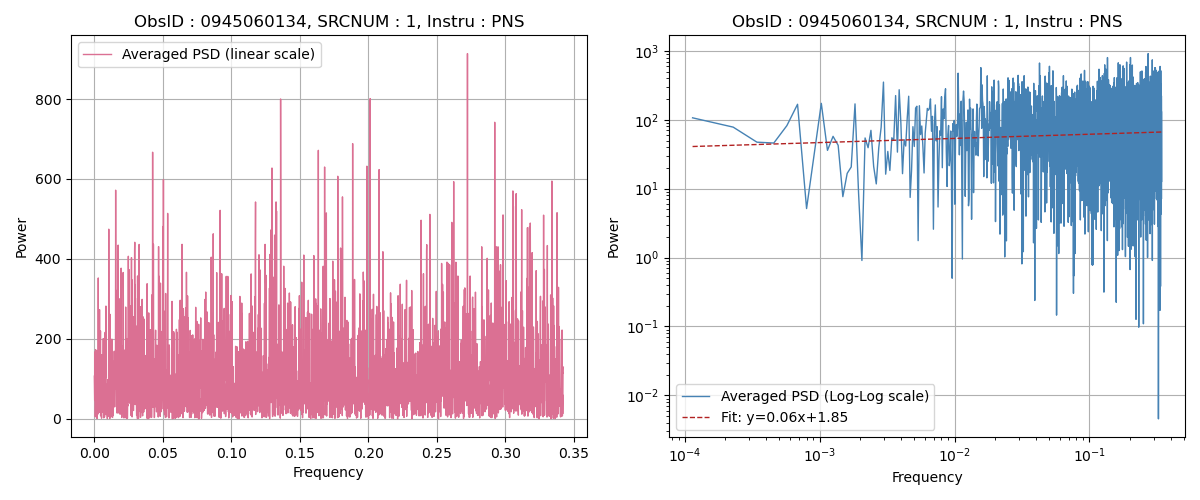 ObsID : 0945060134, SRCNUM : 1, Instru : PNS
Averaged PSD (linear scale)
Power
800
600
400
200
0
0.00 0.05 0.10 0.15 0.20 0.25 0.30 0.35
Frequency
ObsID : 0945060134, SRCNUM : 1, Instru : PNS
Power
10³
10²
10¹
10⁰
10⁻¹
10⁻²
Averaged PSD (Log-Log scale)
Fit: y=0.06x+1.85
10⁻⁴ 10⁻³ 10⁻² 10⁻¹
Frequency